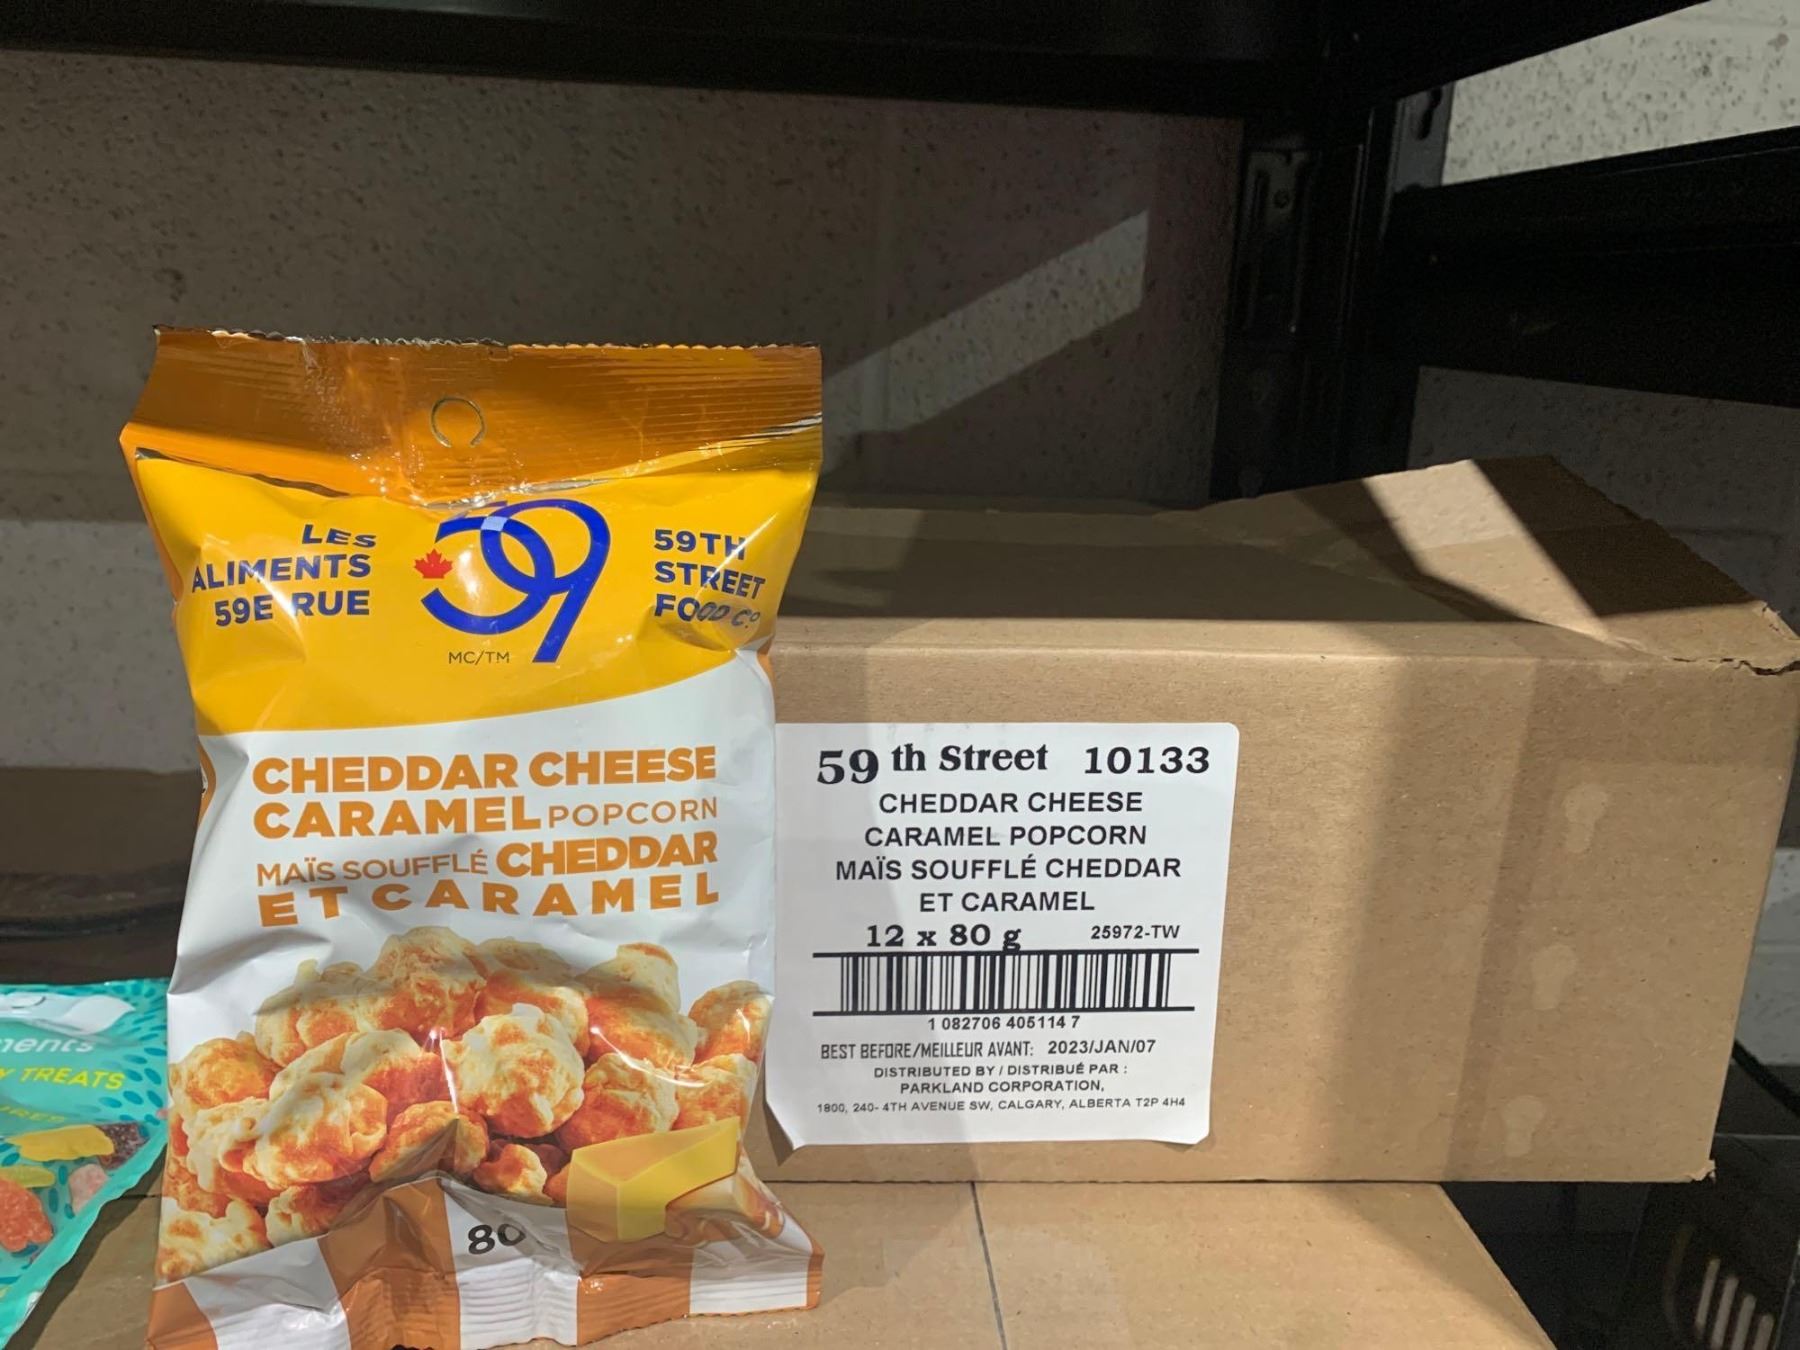 LES
ALIMENTS
59E RUE
59
MC/TM
59TH
STREET
FOOD Co
CHEDDAR CHEESE
CARAMEL POPCORN
MAÏS SOUFFLÉ CHEDDAR
ET CARAMEL
80
59 th Street 10133
CHEDDAR CHEESE
CARAMEL POPCORN
MAÏS SOUFFLÉ CHEDDAR
ET CARAMEL
12 x 80 g 25972-TW
1 082706 405114 7
BEST BEFORE/MEILLEUR AVANT: 2023/JAN/07
DISTRIBUTED BY / DISTRIBUÉ PAR :
PARKLAND CORPORATION,
1800, 240- 4TH AVENUE SW, CALGARY, ALBERTA T2P 4H4
TREATS